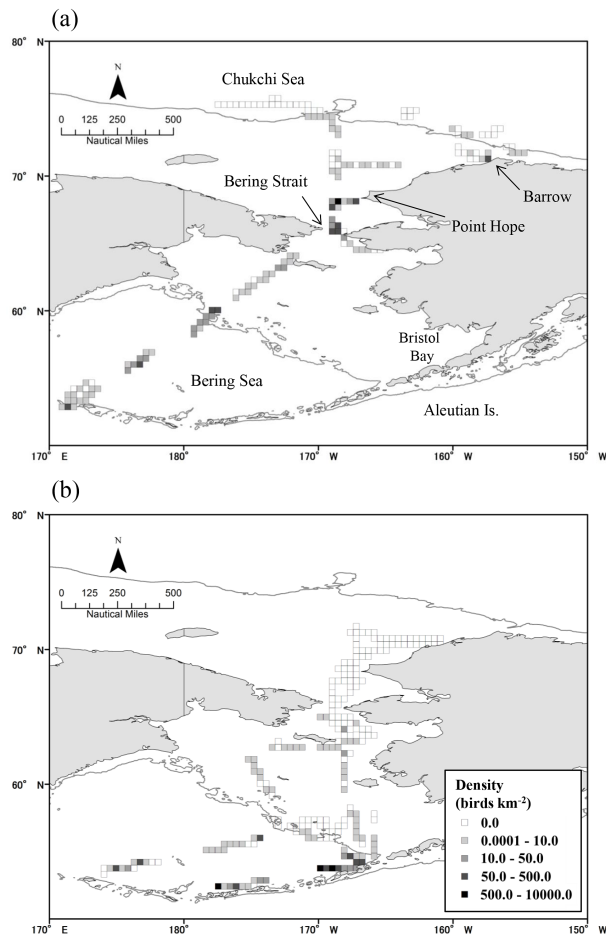 (a)
80° N
N
Chukchi Sea
0 125 250 500
Nautical Miles
70°
Bering Strait
Barrow
Point Hope
60°
Bristol
Bay
Bering Sea
Aleutian Is.
170° E 180° 170° W 160° 150° W
(b)
80° N
N
0 125 250 500
Nautical Miles
70°
60°
Density
(birds km⁻²)
0.0
0.0001 - 10.0
10.0 - 50.0
50.0 - 500.0
500.0 - 10000.0
170° E 180° 170° W 160° 150° W